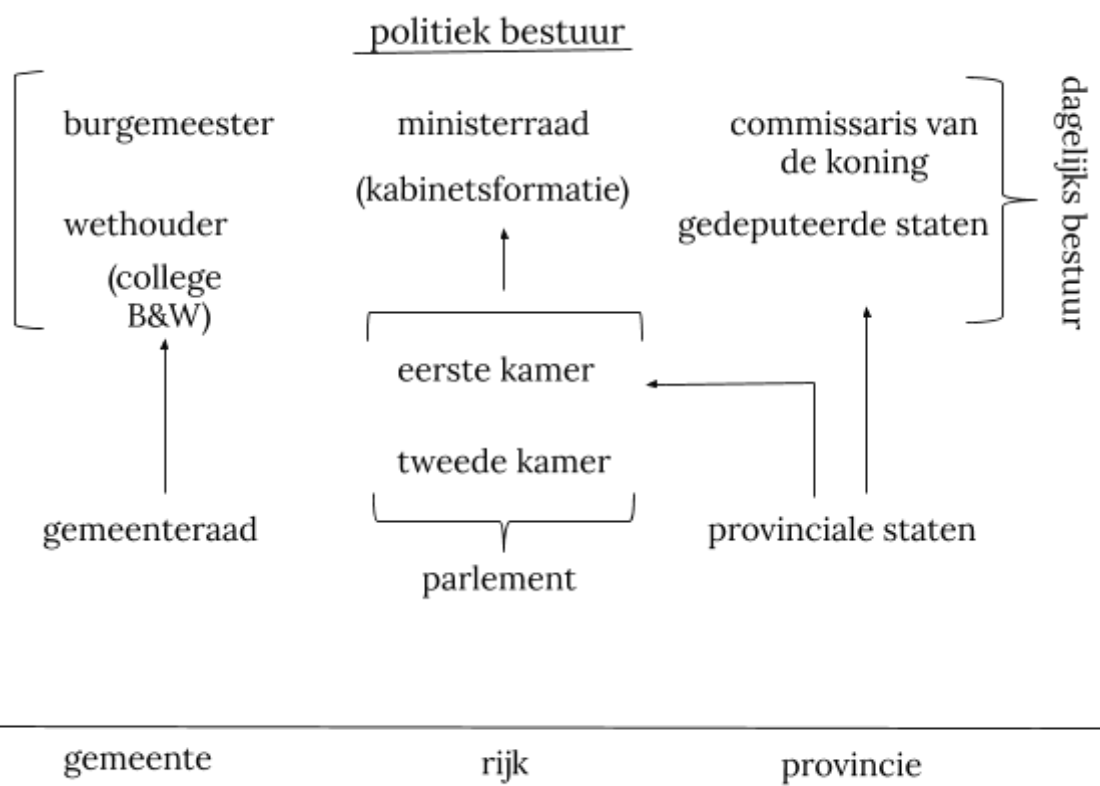 politiek bestuur
burgemeester
wethouder
(college
B&W)
gemeenteraad
ministerraad
(kabinetsformatie)
eerste kamer
tweede kamer
parlement
commissaris van
de koning
gedeputeerde staten
provinciale staten
dagelijks bestuur
gemeente
rijk
provincie